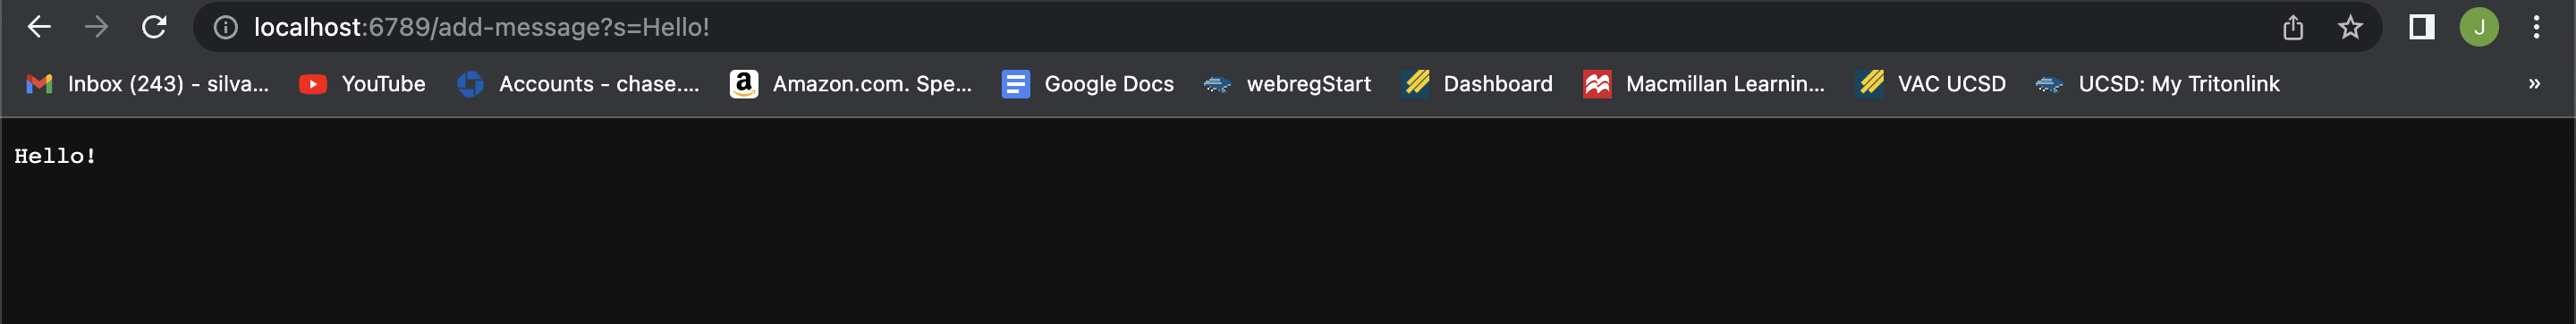 localhost:6789/add-message?s=Hello!
J
Inbox (243) - silva... YouTube Accounts - chase.... a Amazon.com. Spe... Google Docs webregStart Dashboard Macmillan Learnin... VAC UCSD UCSD: My Tritonlink »
Hello!